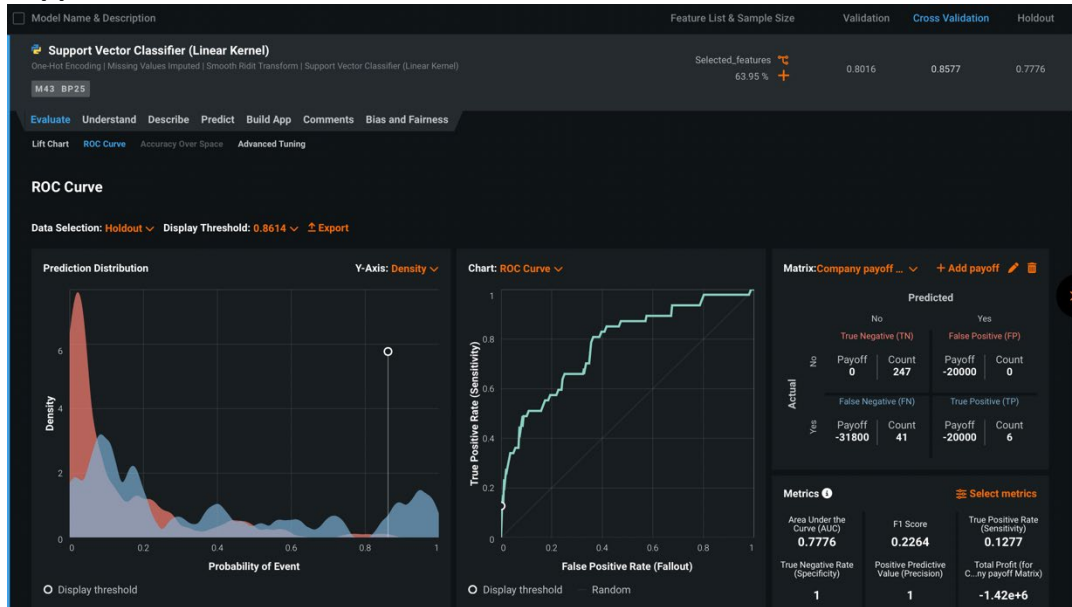 Model Name & Description Feature List & Sample Size Validation Cross Validation Holdout
Support Vector Classifier (Linear Kernel)
One-Hot Encoding | Missing Values Imputed | Smooth Ridit Transform | Support Vector Classifier (Linear Kernel)
Selected_features
63.95 % + 0.8016 0.8577 0.7776
M43 BP25
Evaluate Understand Describe Predict Build App Comments Bias and Fairness
Lift Chart ROC Curve Accuracy Over Space Advanced Tuning
ROC Curve
Data Selection: Holdout Display Threshold: 0.8614 Export
Prediction Distribution Y-Axis: Density
6
4
2
0
Density
0 0.2 0.4 0.6 0.8 1
Probability of Event
Display threshold
Chart: ROC Curve
1
0.8
0.6
0.4
0.2
0
True Positive Rate (Sensitivity)
0 0.2 0.4 0.6 0.8 1
False Positive Rate (Fallout)
Display threshold Random
Matrix:Company payoff ... + Add payoff
Predicted
No Yes
Actual
No
True Negative (TN) False Positive (FP)
Payoff Count Payoff Count
0 247 -20000 0
Yes
False Negative (FN) True Positive (TP)
Payoff Count Payoff Count
-31800 41 -20000 6
Metrics Select metrics
Area Under the
Curve (AUC)
0.7776
F1 Score
0.2264
True Positive Rate
(Sensitivity)
0.1277
True Negative Rate
(Specificity)
1
Positive Predictive
Value (Precision)
1
Total Profit (for
C...ny payoff Matrix)
-1.42e+6